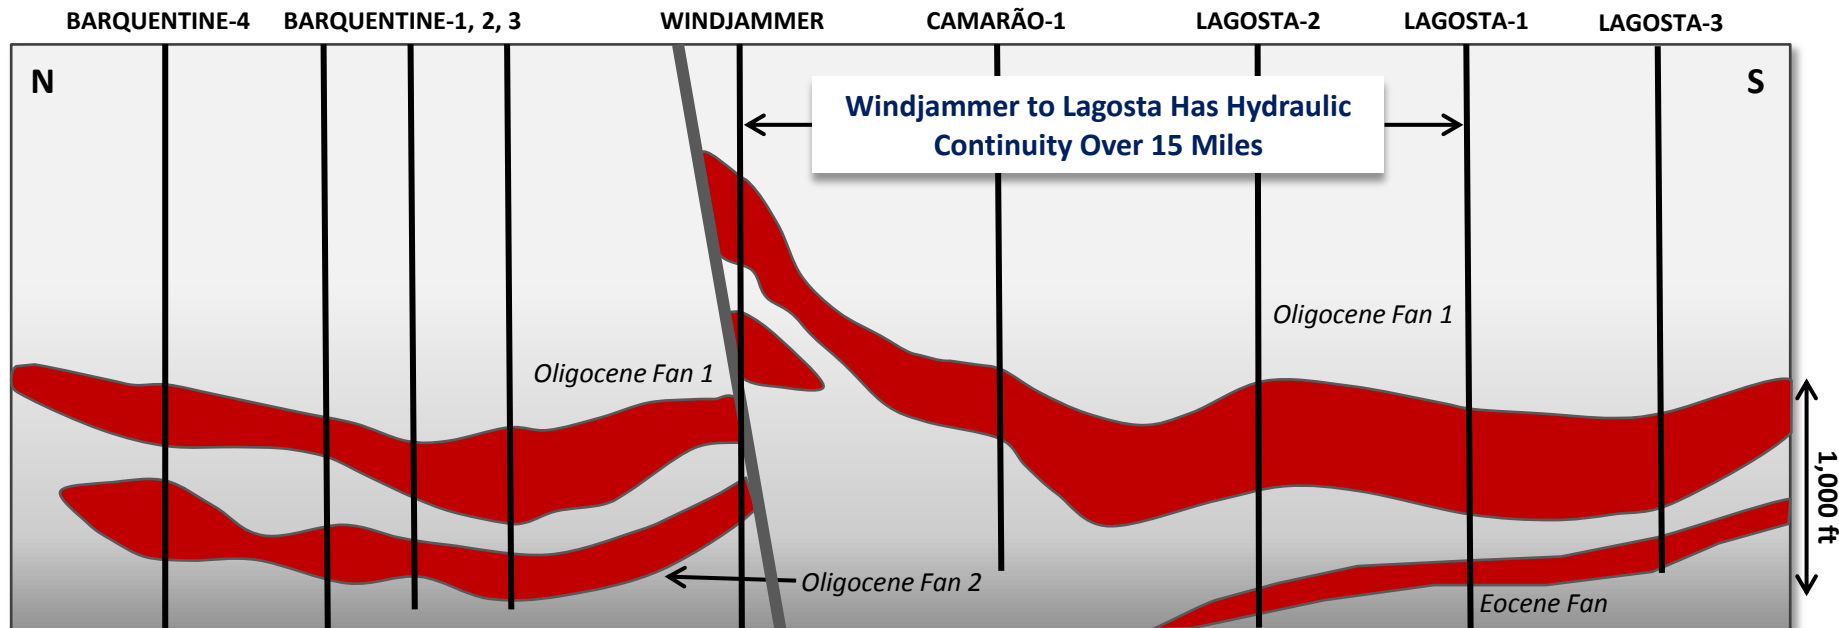 BARQUENTINE-4 BARQUENTINE-1, 2, 3 WINDJAMMER CAMARÃO-1 LAGOSTA-2 LAGOSTA-1 LAGOSTA-3
N
S
Windjammer to Lagosta Has Hydraulic
Continuity Over 15 Miles
Oligocene Fan 1
Oligocene Fan 1
1,000 ft
Oligocene Fan 2
Eocene Fan